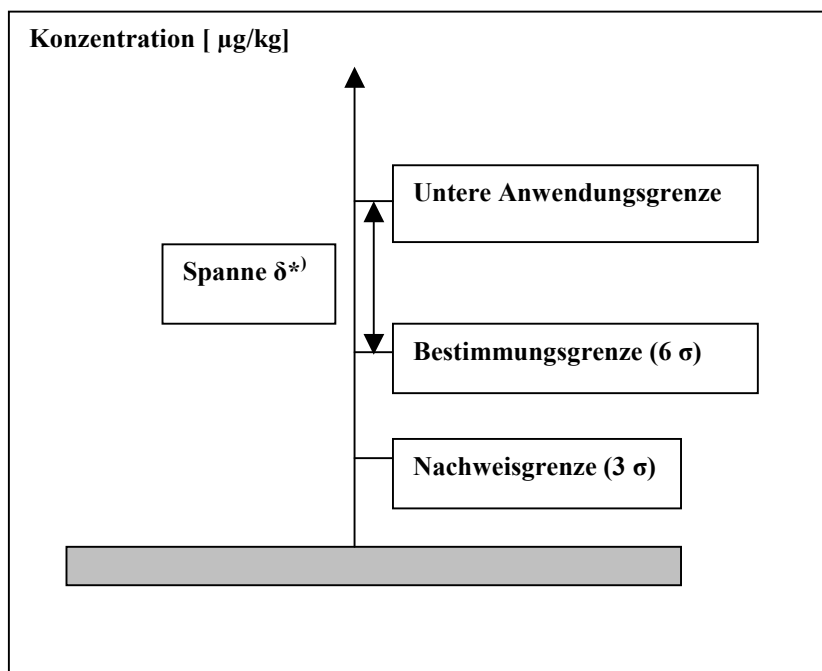 Konzentration [ µg/kg]
Untere Anwendungsgrenze
Spanne δ*)
Bestimmungsgrenze (6 σ)
Nachweisgrenze (3 σ)